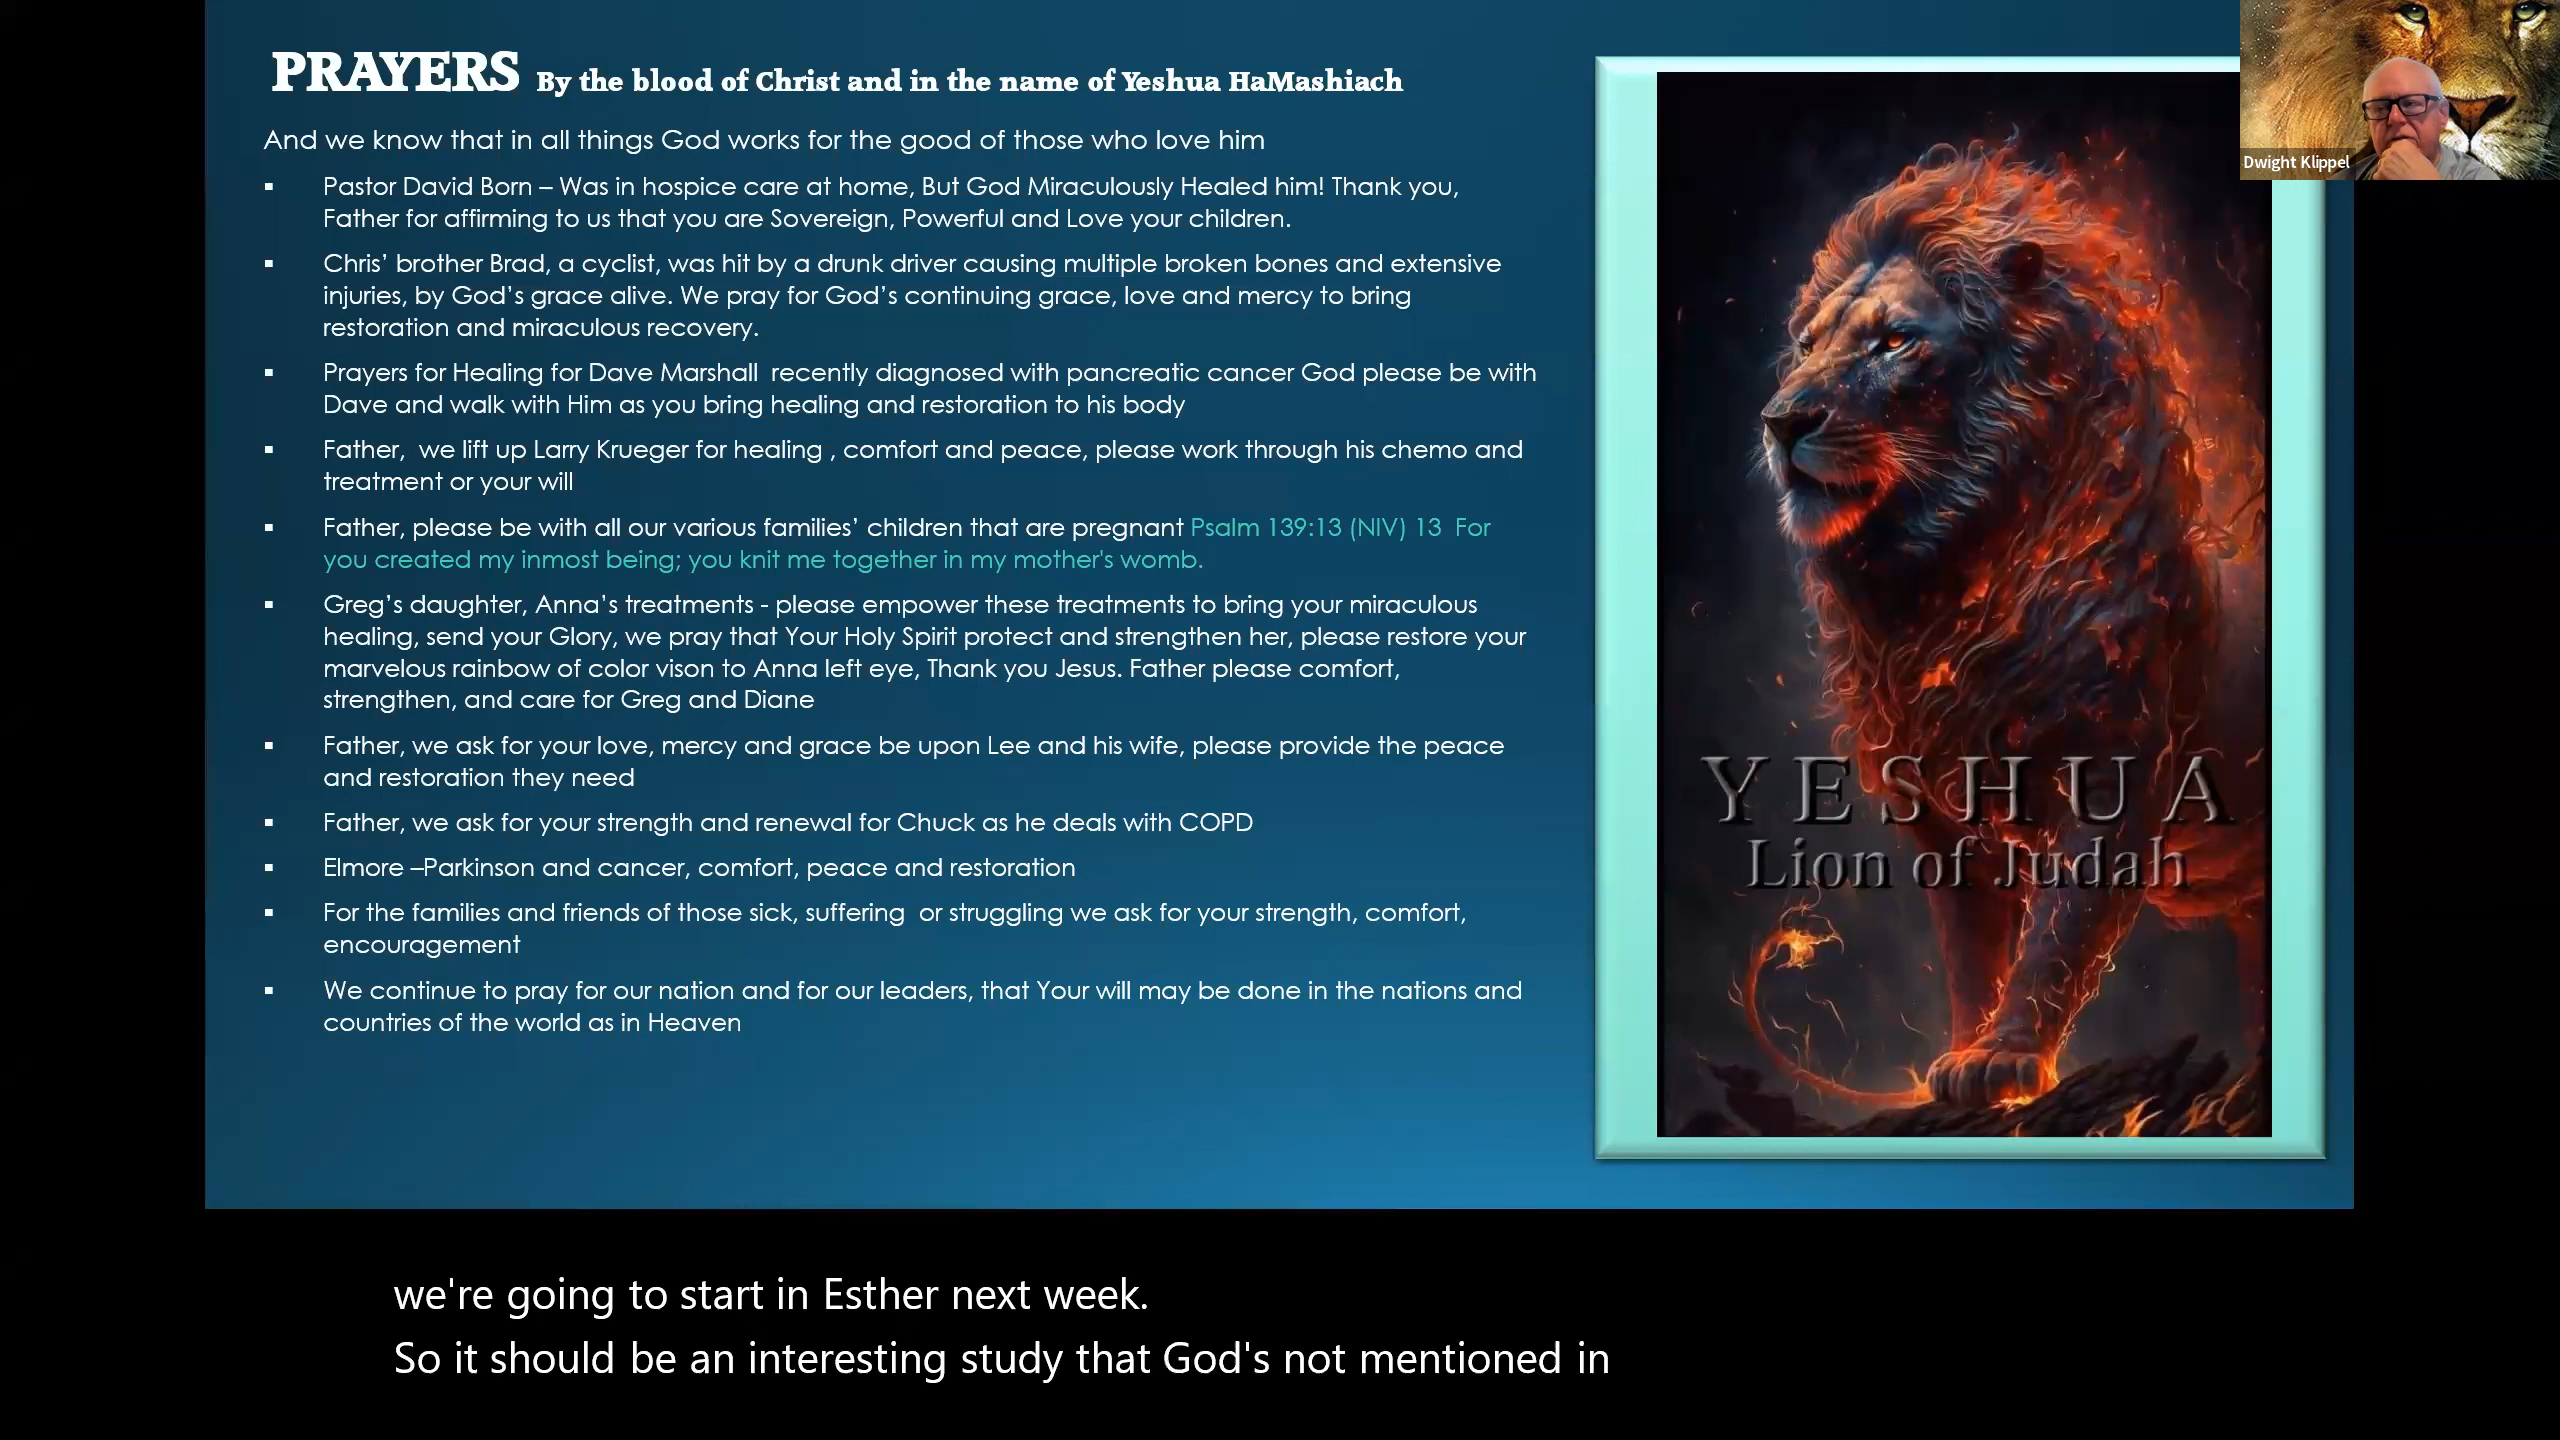 PRAYERS By the blood of Christ and in the name of Yeshua HaMashiach
And we know that in all things God works for the good of those who love him
▪ Pastor David Born – Was in hospice care at home, But God Miraculously Healed him! Thank you,
Father for affirming to us that you are Sovereign, Powerful and Love your children.
▪ Chris’ brother Brad, a cyclist, was hit by a drunk driver causing multiple broken bones and extensive
injuries, by God’s grace alive. We pray for God’s continuing grace, love and mercy to bring
restoration and miraculous recovery.
▪ Prayers for Healing for Dave Marshall  recently diagnosed with pancreatic cancer God please be with
Dave and walk with Him as you bring healing and restoration to his body
▪ Father,  we lift up Larry Krueger for healing , comfort and peace, please work through his chemo and
treatment or your will
▪ Father, please be with all our various families’ children that are pregnant Psalm 139:13 (NIV) 13  For
you created my inmost being; you knit me together in my mother's womb.
▪ Greg’s daughter, Anna’s treatments - please empower these treatments to bring your miraculous
healing, send your Glory, we pray that Your Holy Spirit protect and strengthen her, please restore your
marvelous rainbow of color vison to Anna left eye, Thank you Jesus. Father please comfort,
strengthen, and care for Greg and Diane
▪ Father, we ask for your love, mercy and grace be upon Lee and his wife, please provide the peace
and restoration they need
▪ Father, we ask for your strength and renewal for Chuck as he deals with COPD
▪ Elmore –Parkinson and cancer, comfort, peace and restoration
▪ For the families and friends of those sick, suffering  or struggling we ask for your strength, comfort,
encouragement
▪ We continue to pray for our nation and for our leaders, that Your will may be done in the nations and
countries of the world as in Heaven
YESHUA
Lion of Judah
Dwight Klippel
we're going to start in Esther next week.
So it should be an interesting study that God's not mentioned in